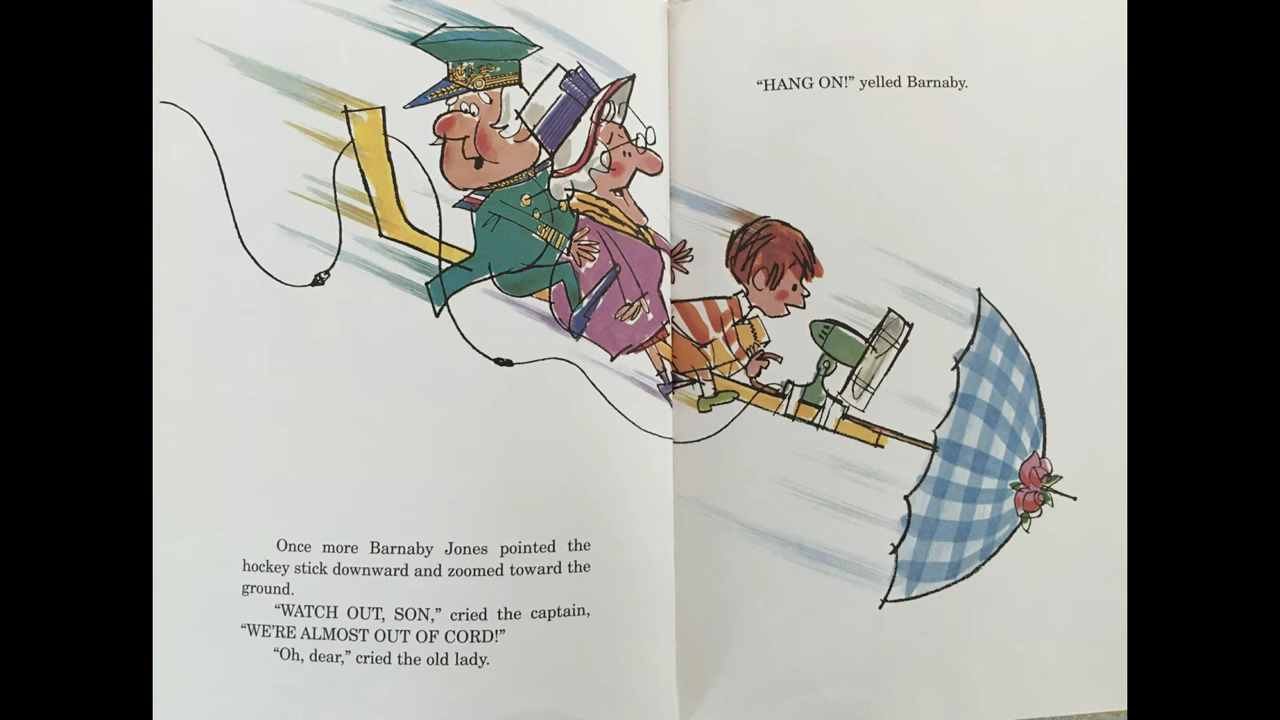 Once more Barnaby Jones pointed the
hockey stick downward and zoomed toward the
ground.
“WATCH OUT, SON,” cried the captain,
“WE’RE ALMOST OUT OF CORD!”
“Oh, dear,” cried the old lady.
“HANG ON!” yelled Barnaby.